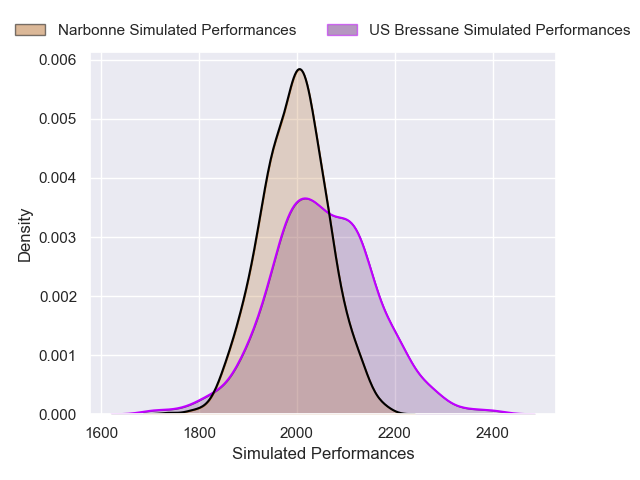 Narbonne Simulated Performances US Bressane Simulated Performances
0.006
0.005
0.004
0.003
0.002
0.001
0.000
Density
1600 1800 2000 2200 2400
Simulated Performances